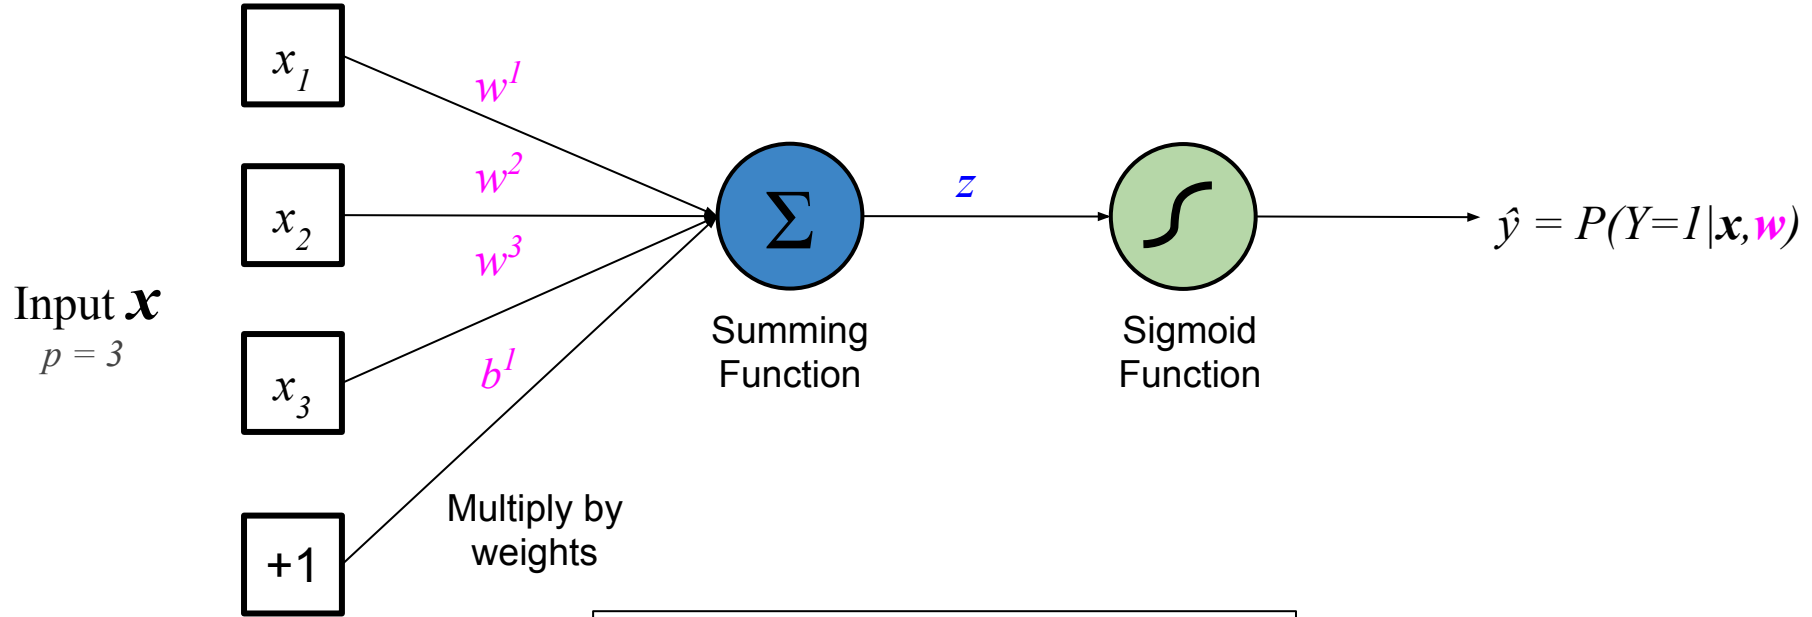 x₁
w¹
x₂
w²
Σ
z
ŷ = P(Y=1|x,w)
w³
Input x
p = 3
x₃
b¹
Summing
Function
Sigmoid
Function
+1
Multiply by
weights